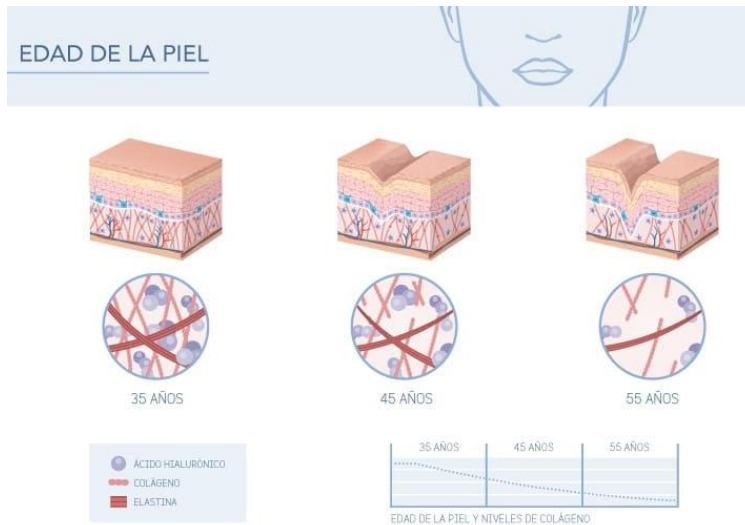 EDAD DE LA PIEL
35 AÑOS
45 AÑOS
55 AÑOS
ÁCIDO HIALURÓNICO
COLÁGENO
ELASTINA
35 AÑOS
45 AÑOS
55 AÑOS
EDAD DE LA PIEL Y NIVELES DE COLÁGENO